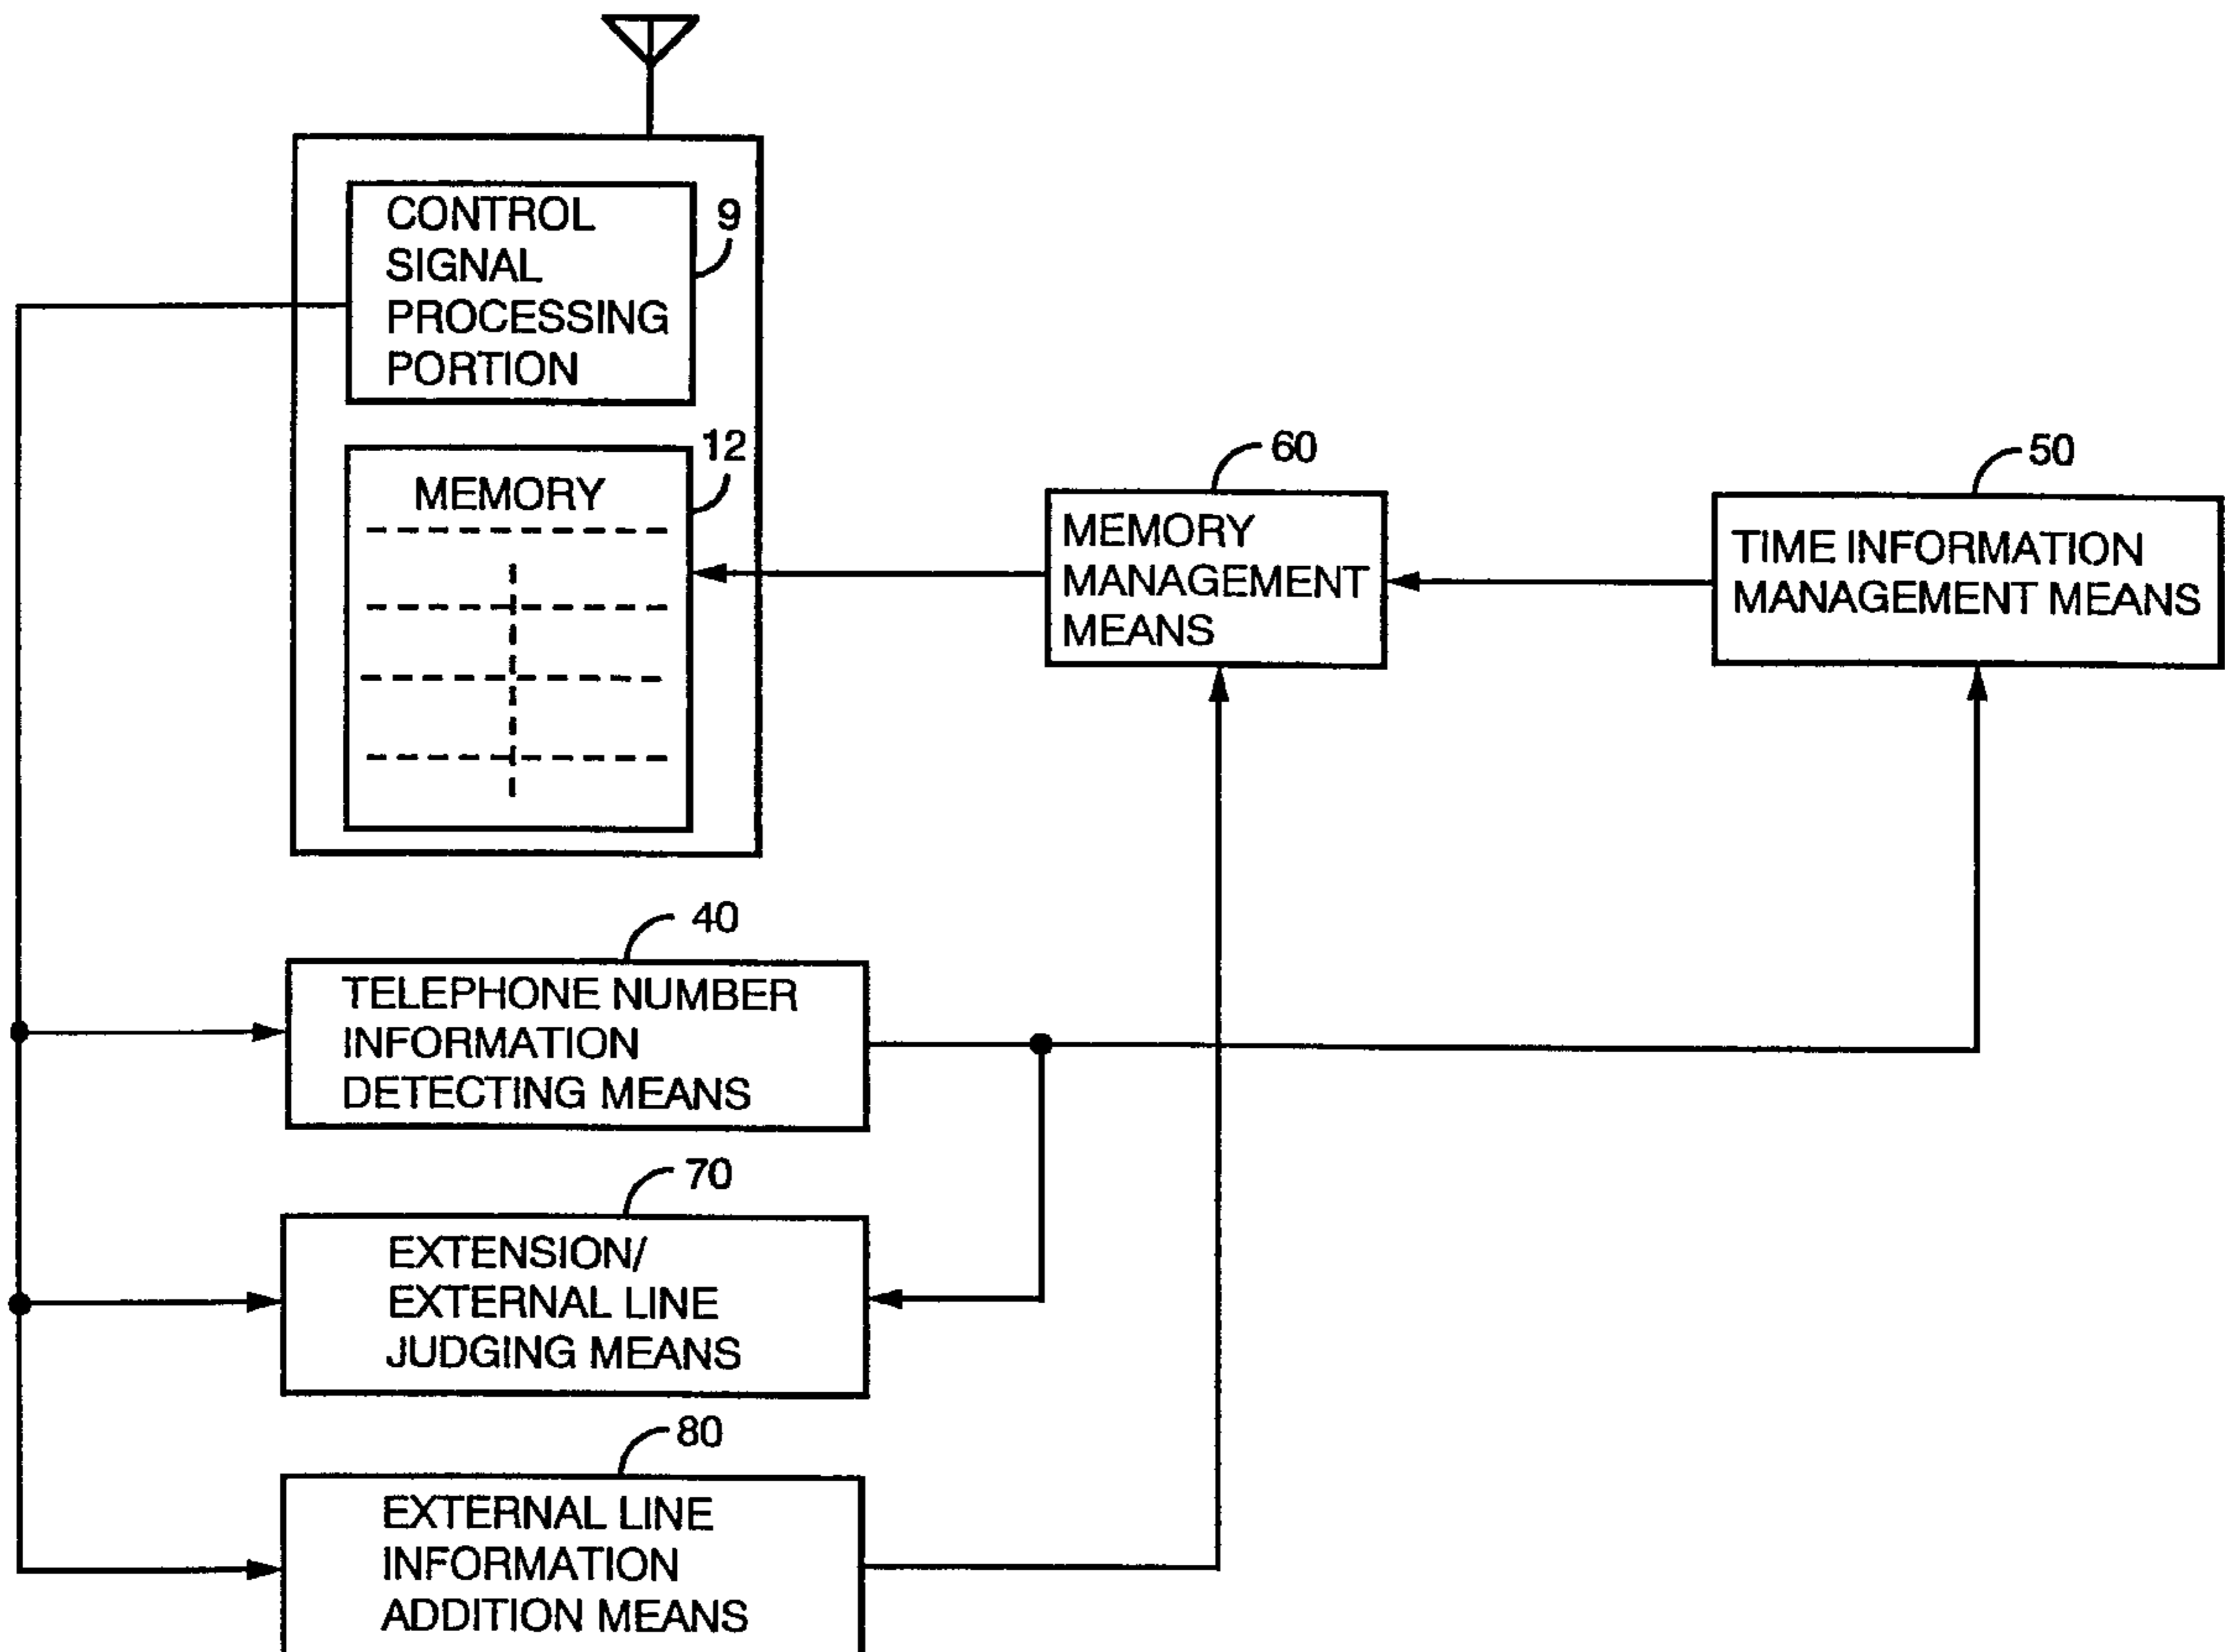 CONTROL
SIGNAL
PROCESSING
PORTION
9
MEMORY
12
MEMORY
MANAGEMENT
MEANS
60
TIME INFORMATION
MANAGEMENT MEANS
50
40
TELEPHONE NUMBER
INFORMATION
DETECTING MEANS
70
EXTENSION/
EXTERNAL LINE
JUDGING MEANS
80
EXTERNAL LINE
INFORMATION
ADDITION MEANS